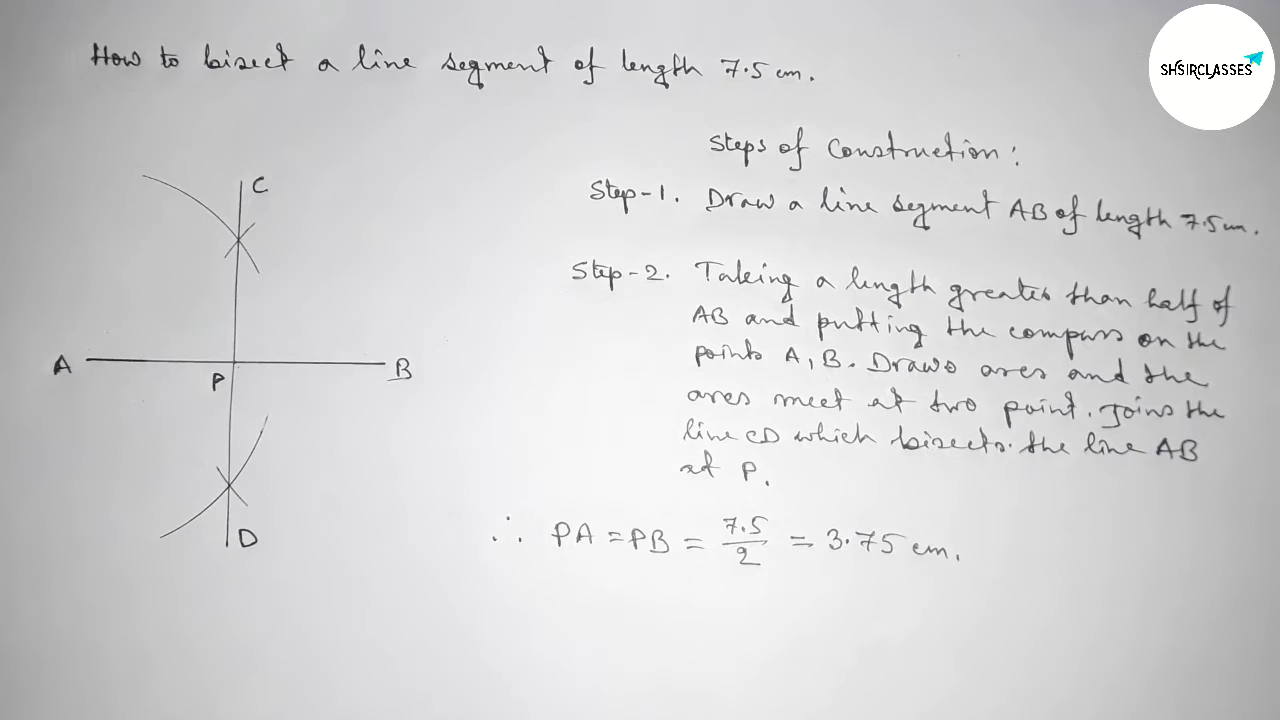 How to bisect a line segment of length 7.5 cm.
SHSIRCLASSES
Steps of Construction:
Step-1. Draw a line segment AB of length 7.5 cm.
Step-2. Taking a length greater than half of
AB and putting the compass on the
points A, B. Draws arcs and the
arcs meet at two point. Joins the
line CD which bisects the line AB
at P.
C
A
P
B
D
∴ PA = PB = 7.5/2 = 3.75 cm.